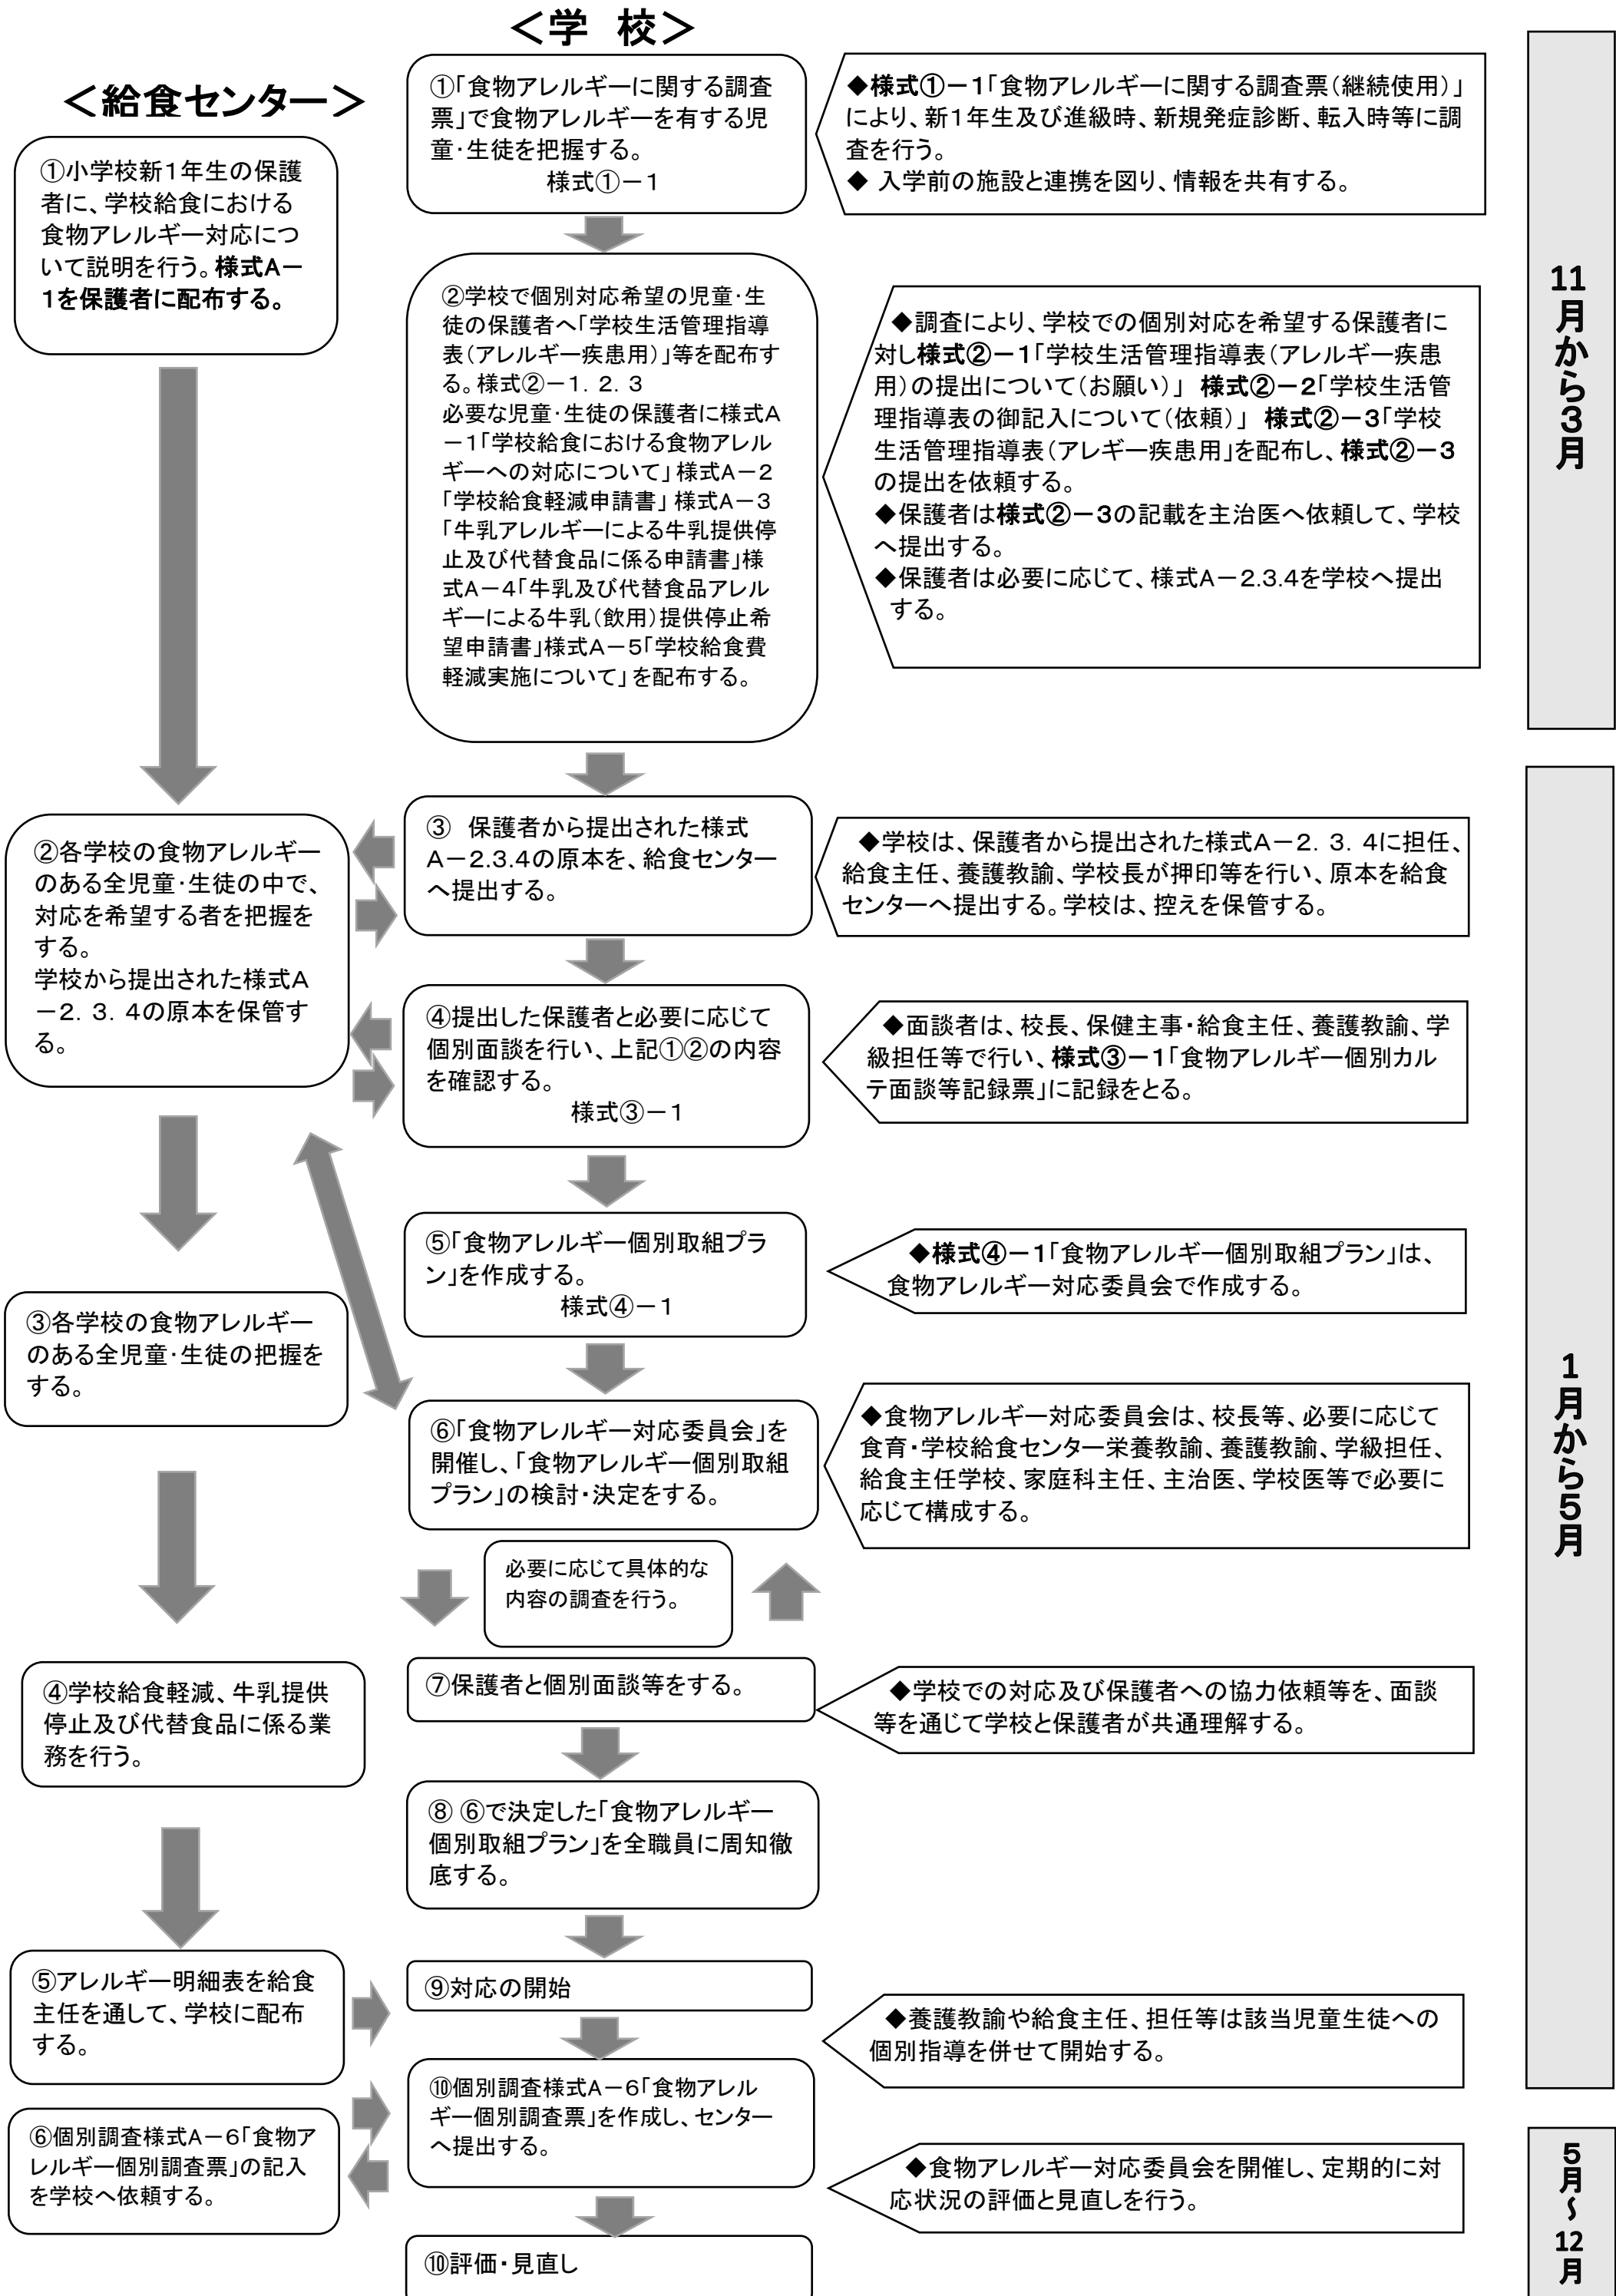 ＜学　校＞
＜給食センター＞
①小学校新1年生の保護
者に、学校給食における
食物アレルギー対応につ
いて説明を行う。様式A－
1を保護者に配布する。
①「食物アレルギーに関する調査
票」で食物アレルギーを有する児
童・生徒を把握する。
様式①－1
◆様式①－1「食物アレルギーに関する調査票（継続使用）」
により、新1年生及び進級時、新規発症診断、転入時等に調
査を行う。
◆ 入学前の施設と連携を図り、情報を共有する。
②学校で個別対応希望の児童・生
徒の保護者へ「学校生活管理指導
表（アレルギー疾患用）」等を配布す
る。様式②－1．2．3
必要な児童・生徒の保護者に様式A
－1「学校給食における食物アレル
ギーへの対応について」様式A－2
「学校給食軽減申請書」様式A－3
「牛乳アレルギーによる牛乳提供停
止及び代替食品に係る申請書」様
式A－4「牛乳及び代替食品アレル
ギーによる牛乳（飲用）提供停止希
望申請書」様式A－5「学校給食費
軽減実施について」を配布する。
◆調査により、学校での個別対応を希望する保護者に
対し様式②－1「学校生活管理指導表（アレルギー疾患
用）の提出について（お願い）」 様式②－2「学校生活管
理指導表の御記入について（依頼）」 様式②－3「学校
生活管理指導表（アレギー疾患用」を配布し、様式②－3
の提出を依頼する。
◆保護者は様式②－3の記載を主治医へ依頼して、学校
へ提出する。
◆保護者は必要に応じて、様式A－2.3.4を学校へ提出
する。
11月から3月
②各学校の食物アレルギー
のある全児童・生徒の中で、
対応を希望する者を把握を
する。
学校から提出された様式A
－2．3．4の原本を保管す
る。
③　保護者から提出された様式
A－2.3.4の原本を、給食センター
へ提出する。
◆学校は、保護者から提出された様式A－2．3．4に担任、
給食主任、養護教諭、学校長が押印等を行い、原本を給食
センターへ提出する。学校は、控えを保管する。
④提出した保護者と必要に応じて
個別面談を行い、上記①②の内容
を確認する。
様式③－1
◆面談者は、校長、保健主事・給食主任、養護教諭、学
級担任等で行い、様式③－1「食物アレルギー個別カル
テ面談等記録票」に記録をとる。
⑤「食物アレルギー個別取組プラ
ン」を作成する。
様式④－1
◆様式④－1「食物アレルギー個別取組プラン」は、
食物アレルギー対応委員会で作成する。
③各学校の食物アレルギー
のある全児童・生徒の把握を
する。
⑥「食物アレルギー対応委員会」を
開催し、「食物アレルギー個別取組
プラン」の検討・決定をする。
◆食物アレルギー対応委員会は、校長等、必要に応じて
食育・学校給食センター栄養教諭、養護教諭、学級担任、
給食主任学校、家庭科主任、主治医、学校医等で必要に
応じて構成する。
1月から5月
必要に応じて具体的な
内容の調査を行う。
④学校給食軽減、牛乳提供
停止及び代替食品に係る業
務を行う。
⑦保護者と個別面談等をする。
◆学校での対応及び保護者への協力依頼等を、面談
等を通じて学校と保護者が共通理解する。
⑧ ⑥で決定した「食物アレルギー
個別取組プラン」を全職員に周知徹
底する。
⑤アレルギー明細表を給食
主任を通して、学校に配布
する。
⑨対応の開始
◆養護教諭や給食主任、担任等は該当児童生徒への
個別指導を併せて開始する。
⑥個別調査様式A－6「食物ア
レルギー個別調査票」の記入
を学校へ依頼する。
⑩個別調査様式A－6「食物アレル
ギー個別調査票」を作成し、センター
へ提出する。
◆食物アレルギー対応委員会を開催し、定期的に対
応状況の評価と見直しを行う。
⑩評価・見直し
5月～12月